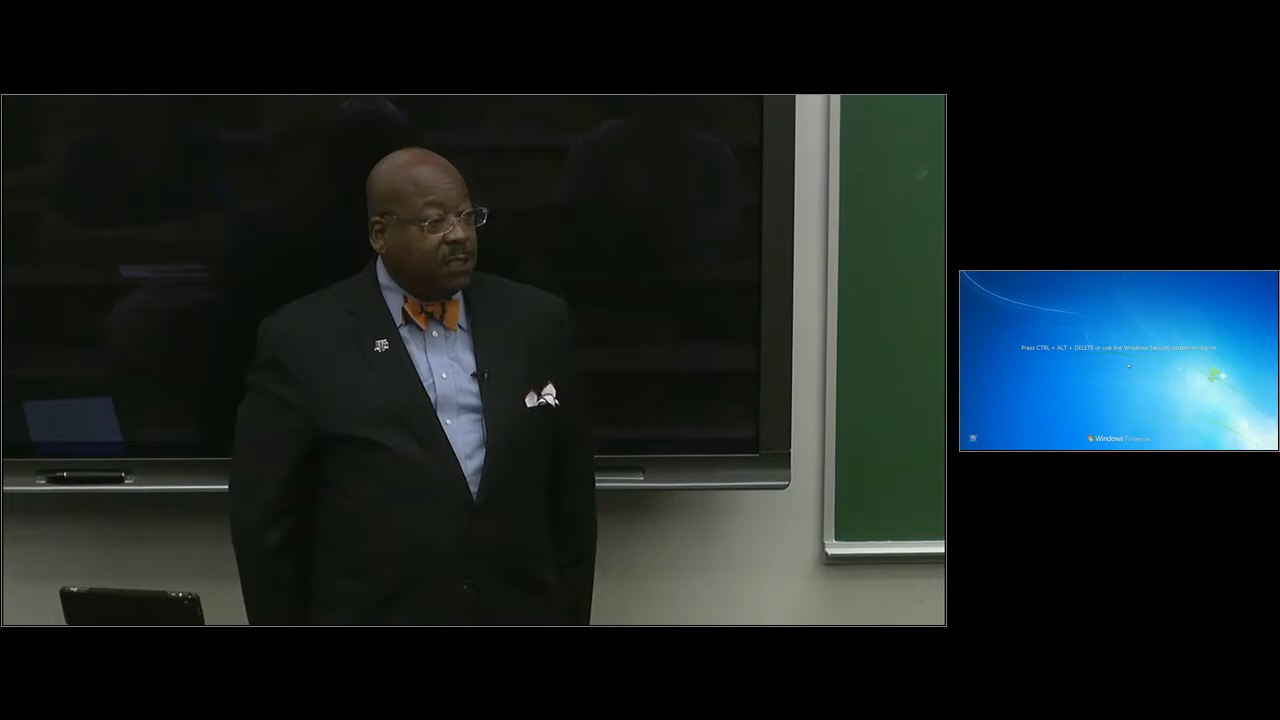 Press CTRL + ALT + DELETE or use the Windows Security button to log on
Windows 7 Enterprise